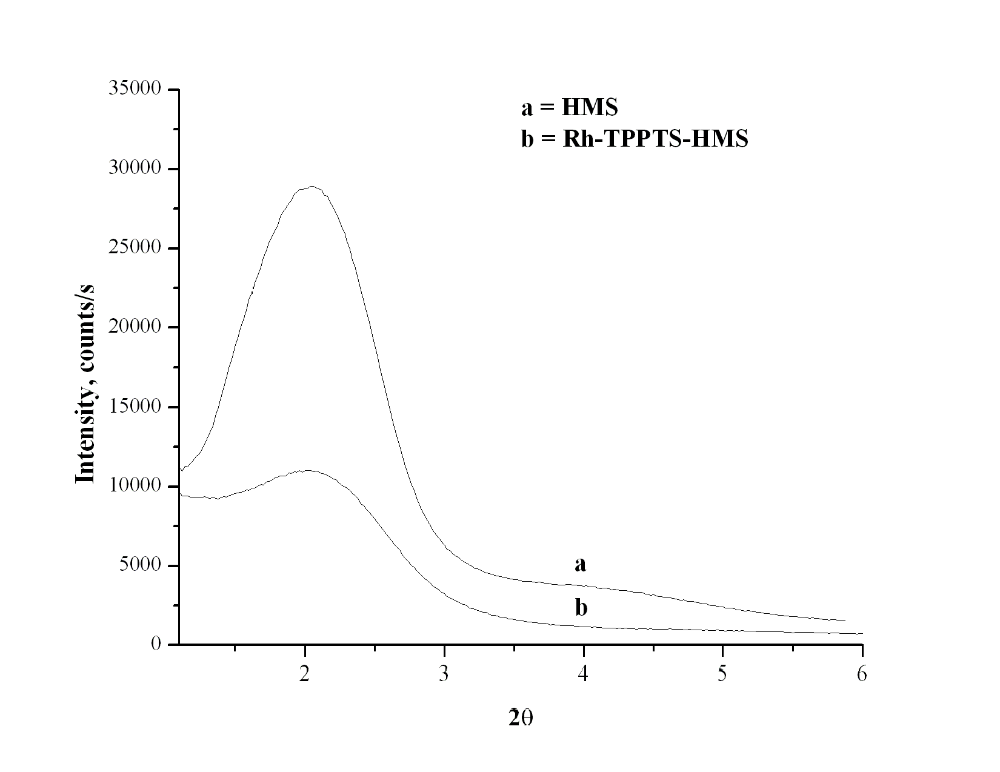 35000
30000
25000
20000
15000
10000
5000
0
Intensity, counts/s
a = HMS
b = Rh-TPPTS-HMS
a
b
2
3
4
5
6
2θ